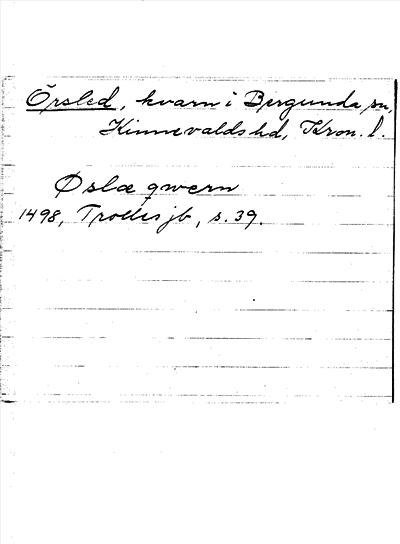 Örsled, kvarn i Bergunda sn,
Kinnevalds hd, Kron. l.
Øslæ qwern
1498, Trolles jb, s. 39.